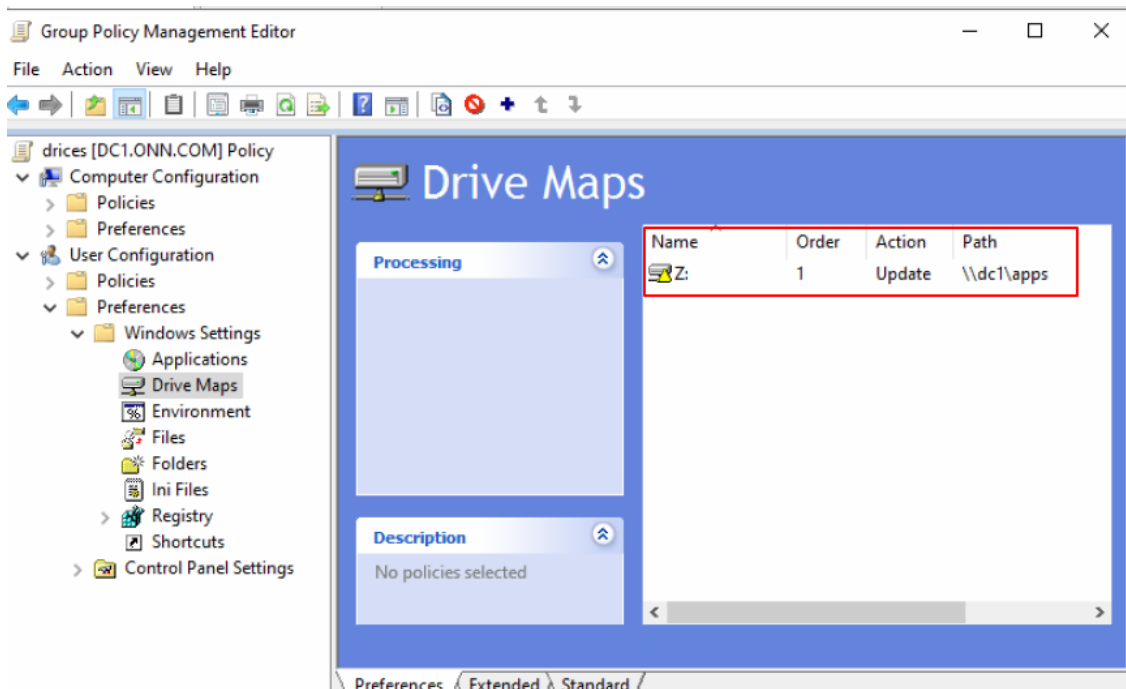 Group Policy Management Editor
File Action View Help
drices [DC1.ONN.COM] Policy
Computer Configuration
Policies
Preferences
User Configuration
Policies
Preferences
Windows Settings
Applications
Drive Maps
Environment
Files
Folders
Ini Files
Registry
Shortcuts
Control Panel Settings
Drive Maps
Processing
Description
No policies selected
Name Order Action Path
Z: 1 Update \\dc1\apps
Preferences Extended Standard